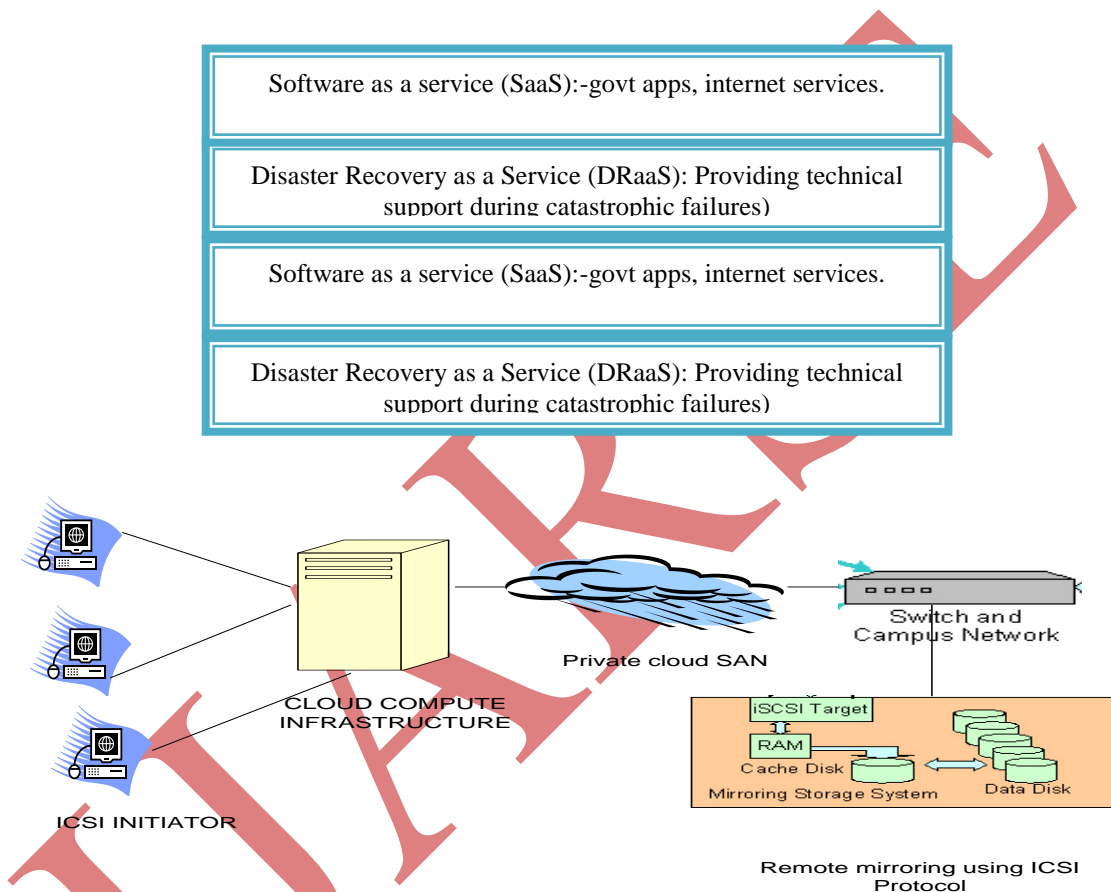 Software as a service (SaaS):-govt apps, internet services.
Disaster Recovery as a Service (DRaaS): Providing technical
support during catastrophic failures)
Software as a service (SaaS):-govt apps, internet services.
Disaster Recovery as a Service (DRaaS): Providing technical
support during catastrophic failures)
Switch and
Campus Network
Private cloud SAN
CLOUD COMPUTE
INFRASTRUCTURE
iSCSI Target
RAM
Cache Disk
Mirroring Storage System
Data Disk
ICSI INITIATOR
Remote mirroring using ICSI
Protocol